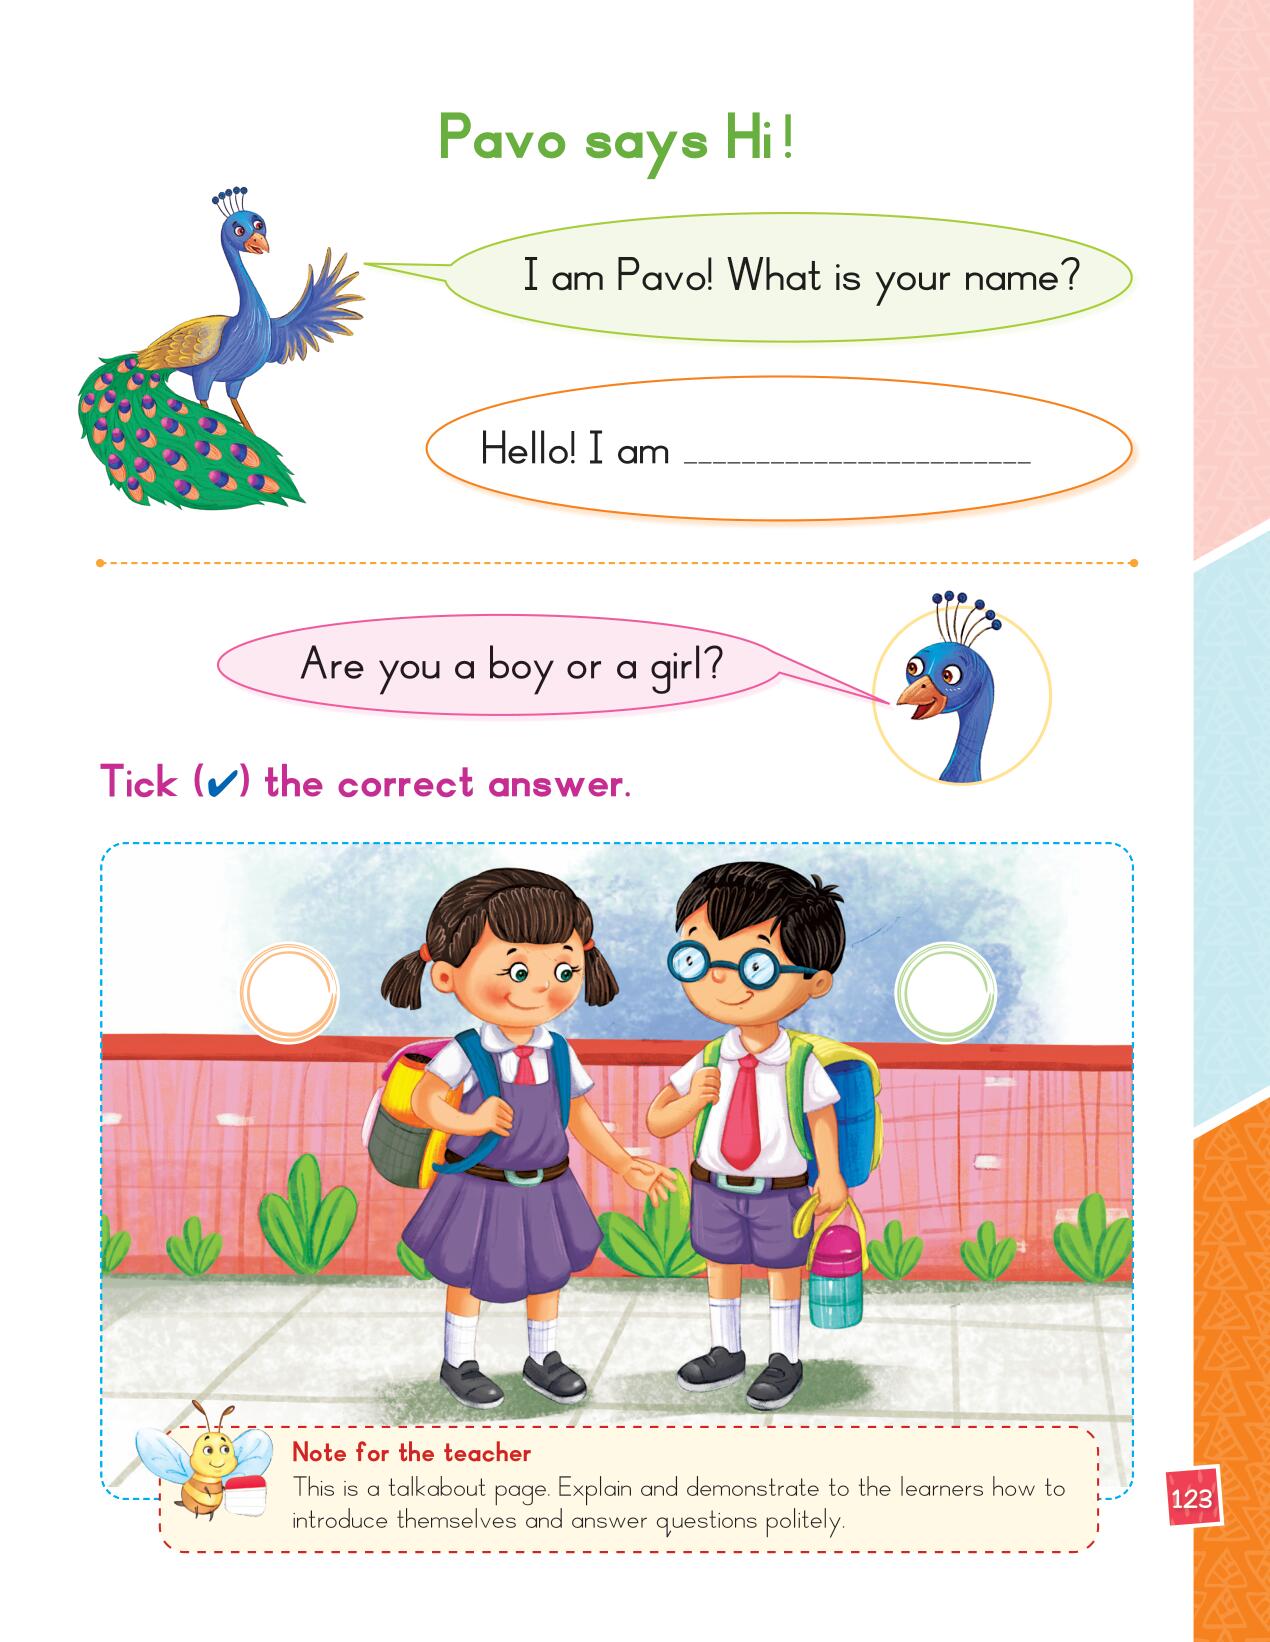 Pavo says Hi!
I am Pavo! What is your name?
Hello! I am _______________________
Are you a boy or a girl?
Tick (✔) the correct answer.
Note for the teacher
This is a talkabout page. Explain and demonstrate to the learners how to
introduce themselves and answer questions politely.
123